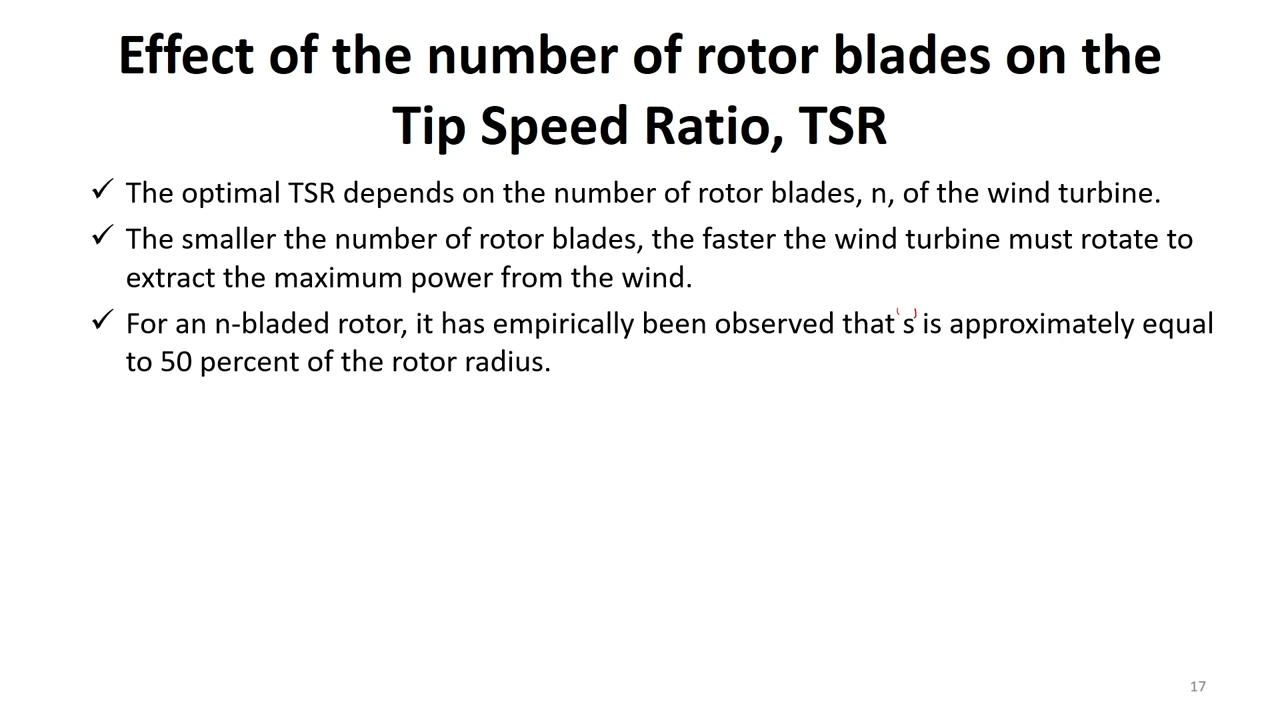 Effect of the number of rotor blades on the
Tip Speed Ratio, TSR
✓ The optimal TSR depends on the number of rotor blades, n, of the wind turbine.
✓ The smaller the number of rotor blades, the faster the wind turbine must rotate to
extract the maximum power from the wind.
✓ For an n-bladed rotor, it has empirically been observed that 's' is approximately equal
to 50 percent of the rotor radius.
17